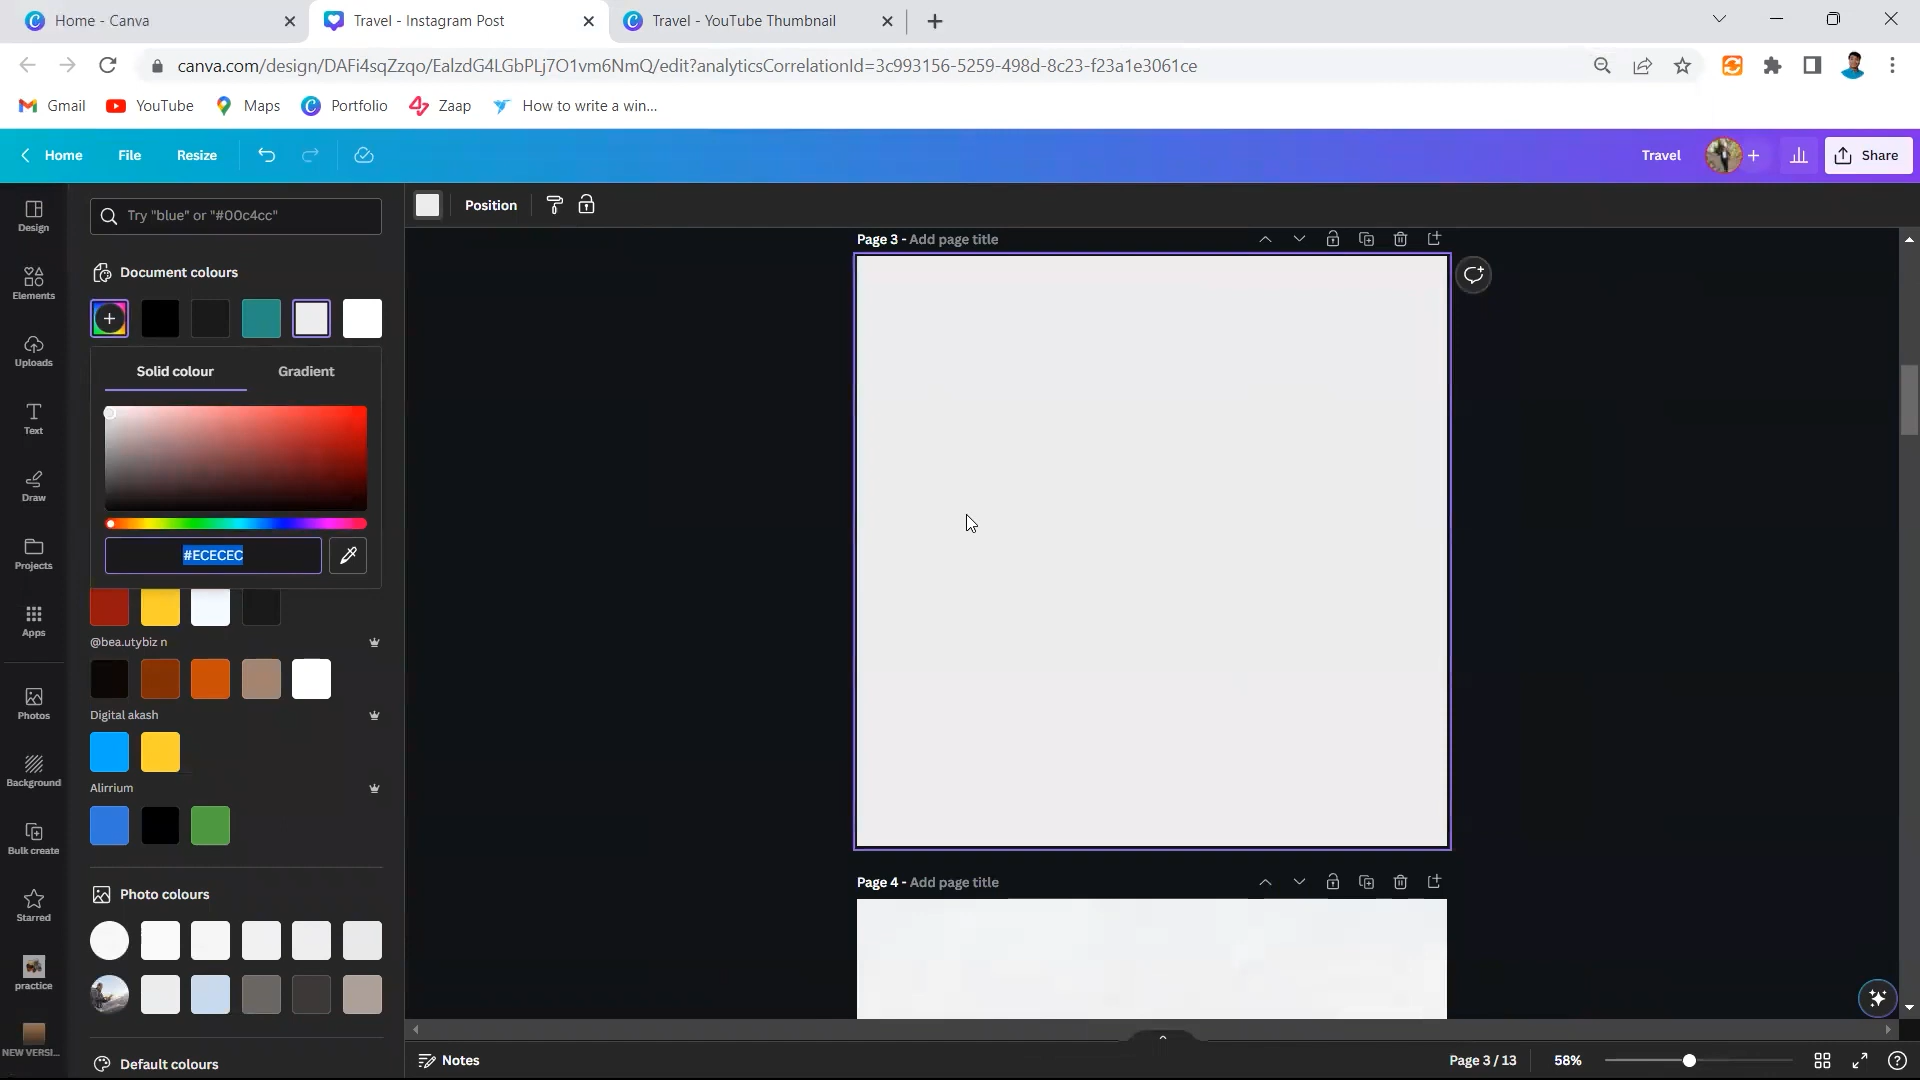 Home - Canva
Travel - Instagram Post
Travel - YouTube Thumbnail
canva.com/design/DAFi4sqZzqo/EalzdG4LGbPLj7O1vm6NmQ/edit?analyticsCorrelationId=3c993156-5259-498d-8c23-f23a1e3061ce
Gmail
YouTube
Maps
Portfolio
Zaap
How to write a win...
Home
File
Resize
Travel
Share
Design
Elements
Uploads
Text
Draw
Projects
Apps
Photos
Background
Bulk create
Starred
practice
NEW VERSI...
Try "blue" or "#00c4cc"
Document colours
Solid colour
Gradient
#ECECEC
@bea.utybiz n
Digital akash
Alirrium
Photo colours
Default colours
Position
Page 3 - Add page title
Page 4 - Add page title
Notes
Page 3 / 13
58%